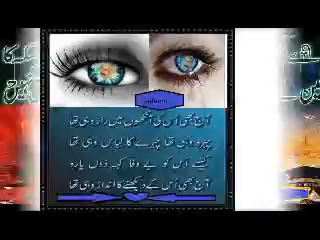 آج بھی اس کی آنکھوں میں راز وہی تھا
چہرہ وہی تھا چہرے کا لباس وہی تھا
کیسے اس کو بے وفا کہہ دوں یارو
آج بھی اس کے دیکھنے کا انداز وہی تھا